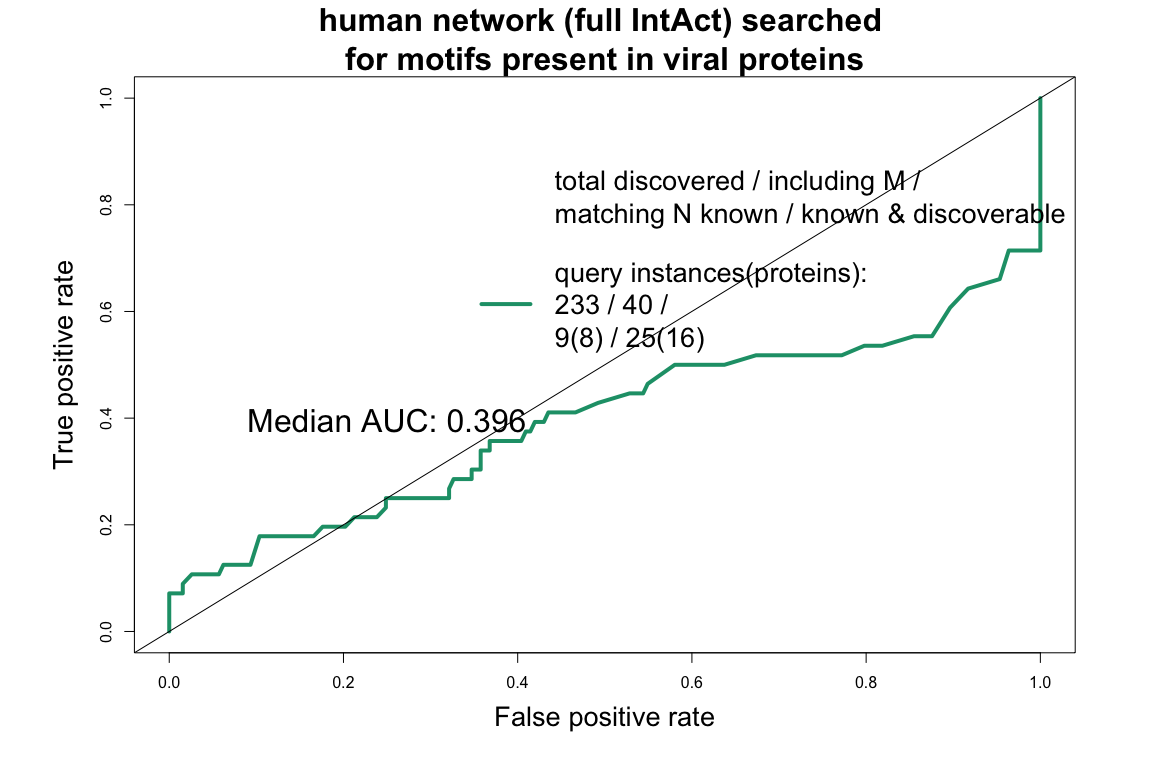 human network (full IntAct) searched
for motifs present in viral proteins
1.0
0.8
0.6
0.4
0.2
0.0
True positive rate
total discovered / including M /
matching N known / known & discoverable
query instances(proteins):
233 / 40 /
9(8) / 25(16)
Median AUC: 0.396
0.0 0.2 0.4 0.6 0.8 1.0
False positive rate